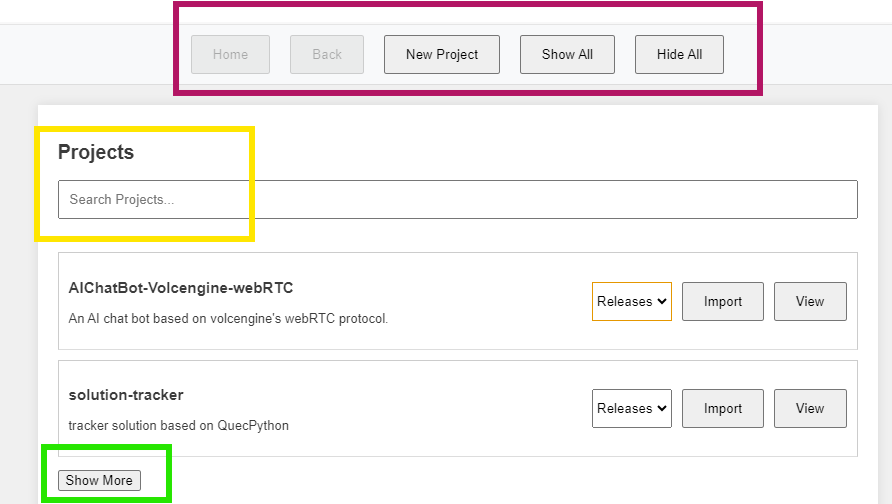 Home Back New Project Show All Hide All
Projects
Search Projects...
AIChatBot-Volcengine-webRTC
An AI chat bot based on volcengine's webRTC protocol.
Releases Import View
solution-tracker
tracker solution based on QuecPython
Releases Import View
Show More